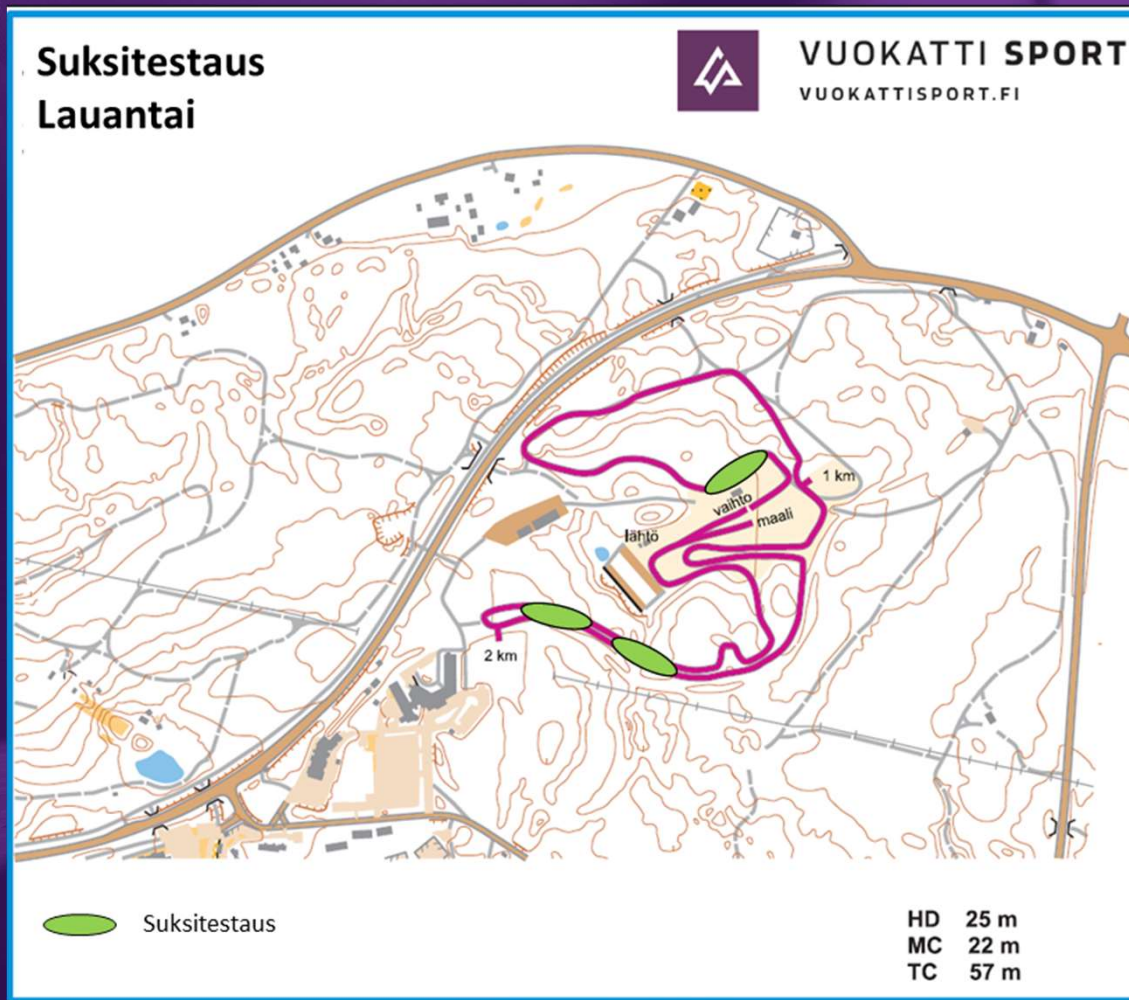 Suksitestaus
Lauantai
VUOKATTI SPORT
VUOKATTISPORT.FI
1 km
vaihto
maali
lähtö
2 km
Suksitestaus
HD 25 m
MC 22 m
TC 57 m